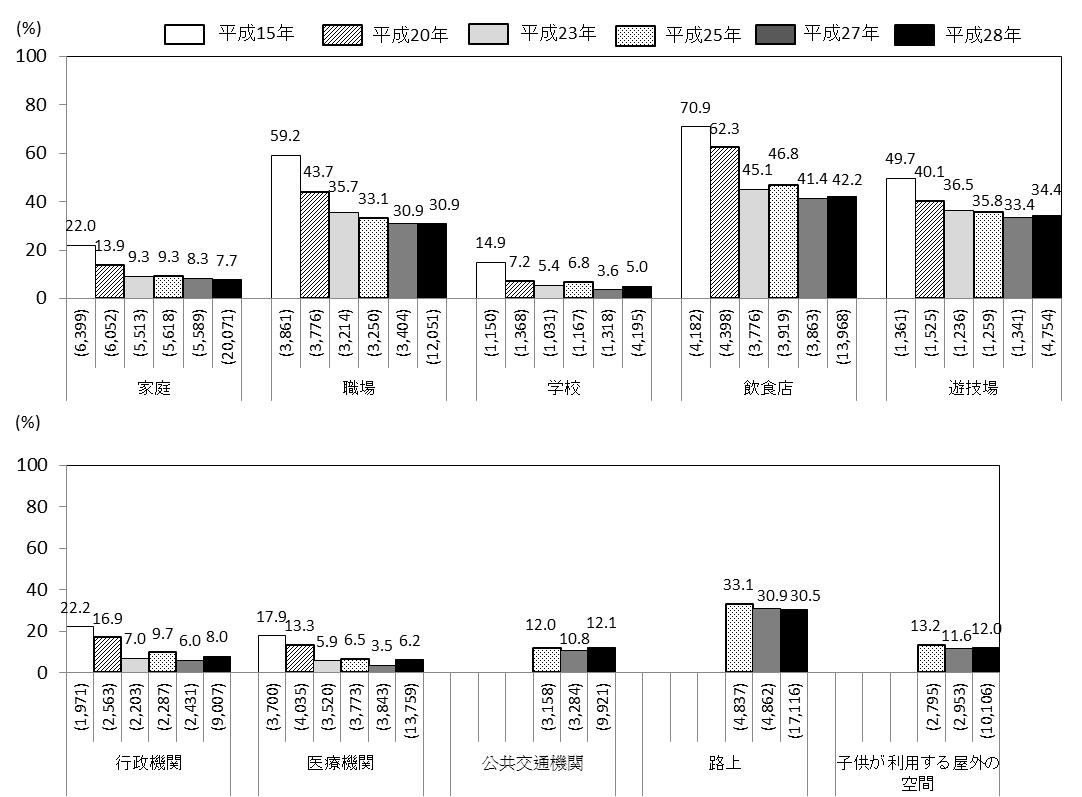 (%)
平成15年 平成20年 平成23年 平成25年 平成27年 平成28年
100
80
60
40
20
0
22.0 13.9 9.3 9.3 8.3 7.7
59.2 43.7 35.7 33.1 30.9 30.9
14.9 7.2 5.4 6.8 3.6 5.0
70.9 62.3 45.1 46.8 41.4 42.2
49.7 40.1 36.5 35.8 33.4 34.4
(6,399) (6,052) (5,513) (5,618) (5,589) (20,071)
(3,861) (3,776) (3,214) (3,250) (3,404) (12,051)
(1,150) (1,368) (1,031) (1,167) (1,318) (4,195)
(4,182) (4,398) (3,776) (3,919) (3,863) (13,968)
(1,361) (1,525) (1,236) (1,259) (1,341) (4,754)
家庭 職場 学校 飲食店 遊技場
(%)
100
80
60
40
20
0
22.2 16.9 7.0 9.7 6.0 8.0
17.9 13.3 5.9 6.5 3.5 6.2
12.0 10.8 12.1
33.1 30.9 30.5
13.2 11.6 12.0
(1,971) (2,563) (2,203) (2,287) (2,431) (9,007)
(3,700) (4,035) (3,520) (3,773) (3,843) (13,759)
(3,158) (3,284) (9,921)
(4,837) (4,862) (17,116)
(2,795) (2,953) (10,106)
行政機関 医療機関 公共交通機関 路上 子供が利用する屋外の
空間